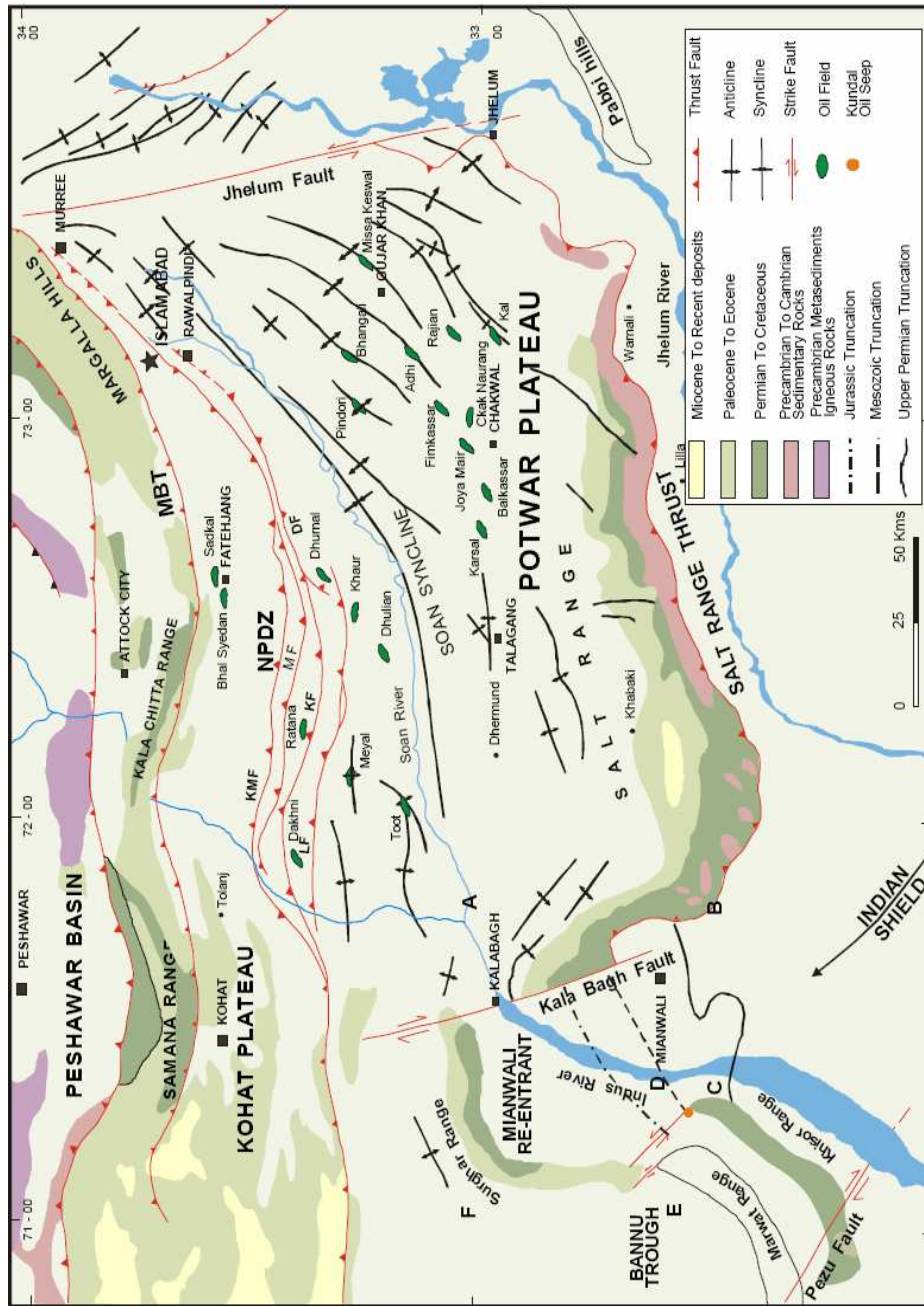 34
00
33
00
71 - 00
72 - 00
73 - 00
PESHAWAR
PESHAWAR BASIN
ATTOCK CITY
MARGALLA HILLS
MURREE
SAMANA RANGE
KALA CHITTA RANGE
MBT
ISLAMABAD
RAWALPINDI
KOHAT
Tolanj
KOHAT PLATEAU
Bhal Syedan
Sadkal
FATEHJANG
NPDZ
KMF
MF
DF
Dakhni
LF
Ratana
KF
Dhurnal
Khaur
Dhulian
Meyal
Toot
Soan River
SOAN SYNCLINE
Pindori
Bhangali
Missa Keswal
GUJAR KHAN
Adhi
Rajian
Fimkassar
Ckak Naurang
CHAKWAL
Kal
Joya Mair
Balkassar
Karsal
Jhelum Fault
JHELUM
Pabbi hills
POTWAR PLATEAU
TALAGANG
Dhermund
SALT RANGE
Khabaki
Warnali
Lilla
Jhelum River
SALT RANGE THRUST
A
B
C
D
E
F
KALABAGH
Kala Bagh Fault
MIANWALI
Indus River
MIANWALI
RE-ENTRANT
Surghar Range
BANNU
TROUGH
Marwat Range
Khisor Range
Pezu Fault
INDIAN
SHIELD
0
25
50 Kms
Miocene To Recent deposits
Paleocene To Eocene
Permian To Cretaceous
Precambrian To Cambrian
Sedimentary Rocks
Precambrian Metasediments
Igneous Rocks
Jurassic Truncation
Mesozoic Truncation
Upper Permian Truncation
Thrust Fault
Anticline
Syncline
Strike Fault
Oil Field
Kundal
Oil Seep